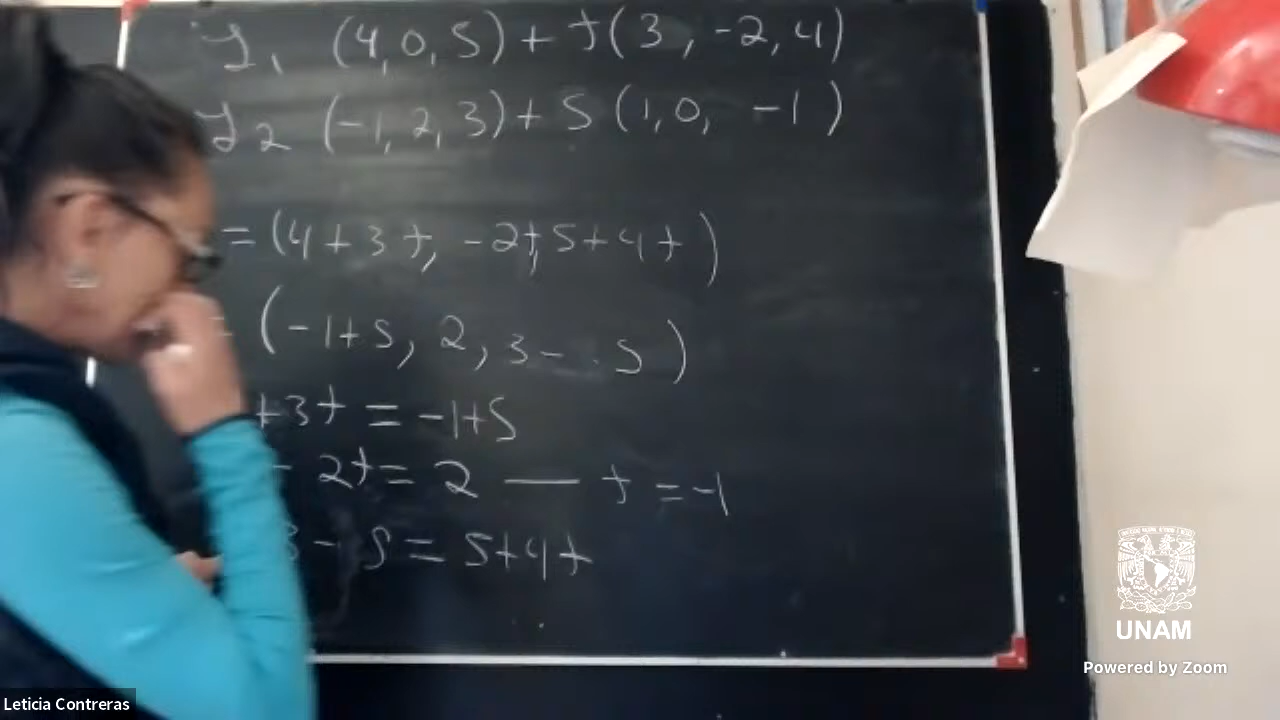 L₁ (4,0,5)+t(3,-2,4)
L₂ (-1,2,3)+S(1,0, -1)
=(4+3t, -2t, 5+4t)
(-1+S, 2, 3-S)
+3t = -1+S
- 2t = 2 — t = -1
3-S = 5+4t
UNAM
Powered by Zoom
Leticia Contreras